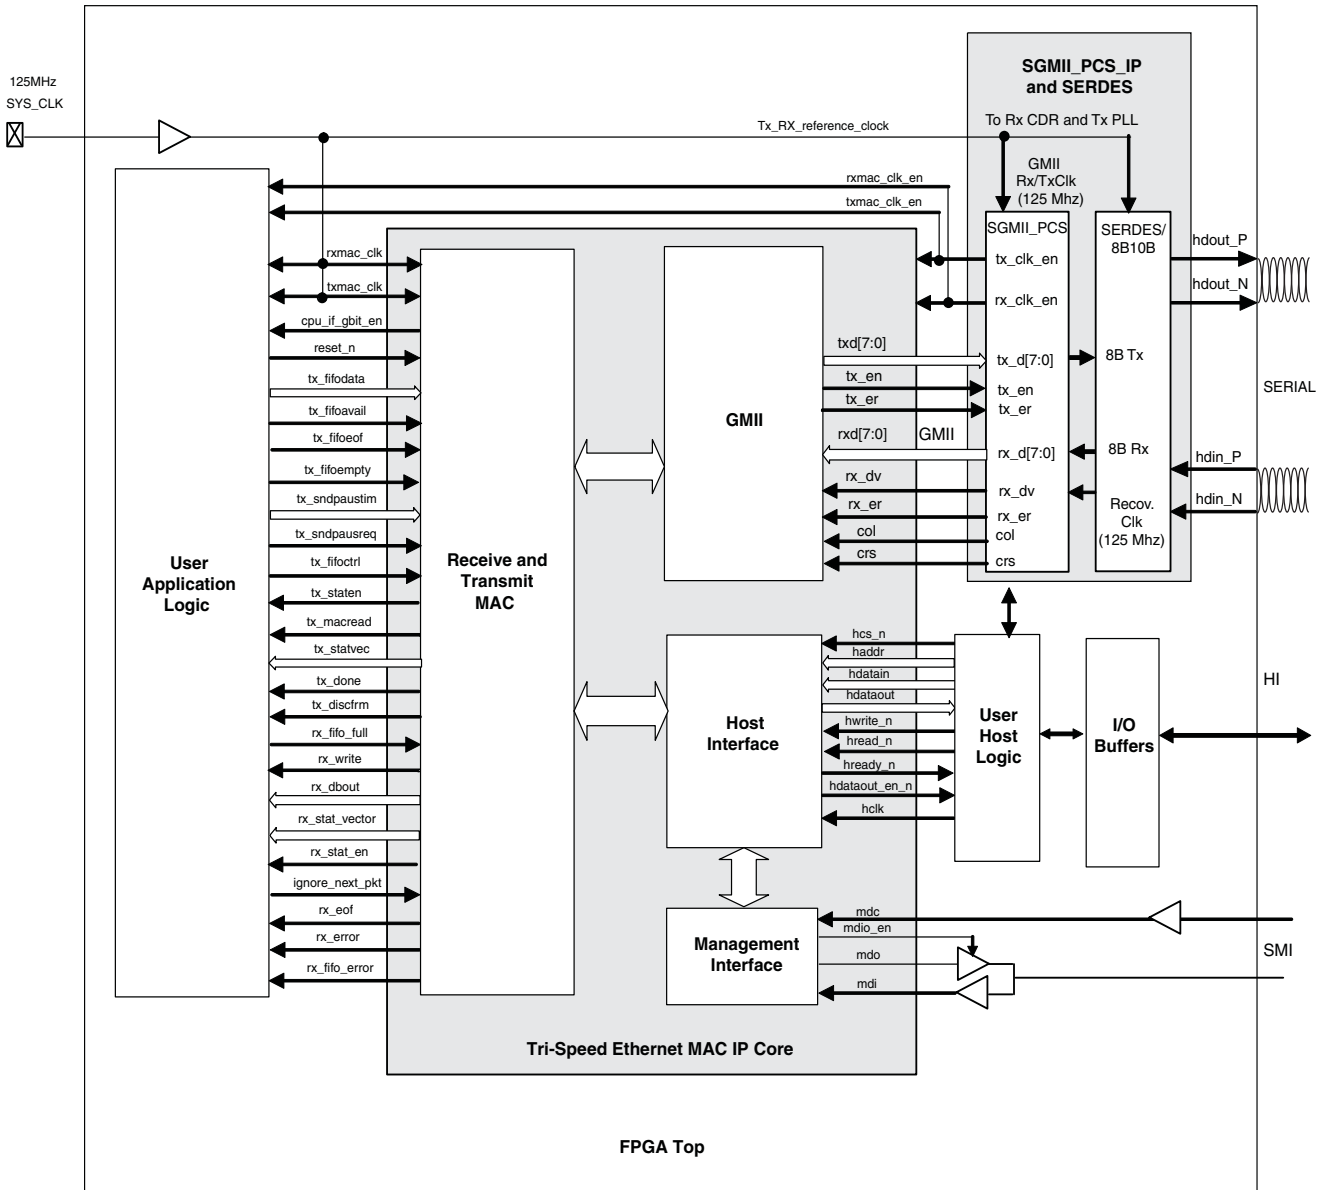 125MHz
SYS_CLK
SGMII_PCS_IP
and SERDES
Tx_RX_reference_clock
To Rx CDR and Tx PLL
GMII
Rx/TxClk
(125 Mhz)
rxmac_clk_en
txmac_clk_en
SGMII_PCS
tx_clk_en
rx_clk_en
tx_d[7:0]
tx_en
tx_er
rx_d[7:0]
rx_dv
rx_er
col
crs
SERDES/
8B10B
8B Tx
8B Rx
Recov.
Clk
(125 Mhz)
hdout_P
hdout_N
SERIAL
hdin_P
hdin_N
rxmac_clk
txmac_clk
cpu_if_gbit_en
reset_n
tx_fifodata
tx_fifoavail
tx_fifoeof
tx_fifoempty
tx_sndpaustim
tx_sndpausreq
tx_fifoctrl
tx_staten
tx_macread
tx_statvec
tx_done
tx_discfrm
rx_fifo_full
rx_write
rx_dbout
rx_stat_vector
rx_stat_en
ignore_next_pkt
rx_eof
rx_error
rx_fifo_error
User
Application
Logic
Receive and
Transmit
MAC
GMII
txd[7:0]
tx_en
tx_er
rxd[7:0]
GMII
rx_dv
rx_er
col
crs
Host
Interface
hcs_n
haddr
hdatain
hdataout
hwrite_n
hread_n
hready_n
hdataout_en_n
hclk
User
Host
Logic
I/O
Buffers
HI
Management
Interface
mdc
mdio_en
mdo
mdi
SMI
Tri-Speed Ethernet MAC IP Core
FPGA Top